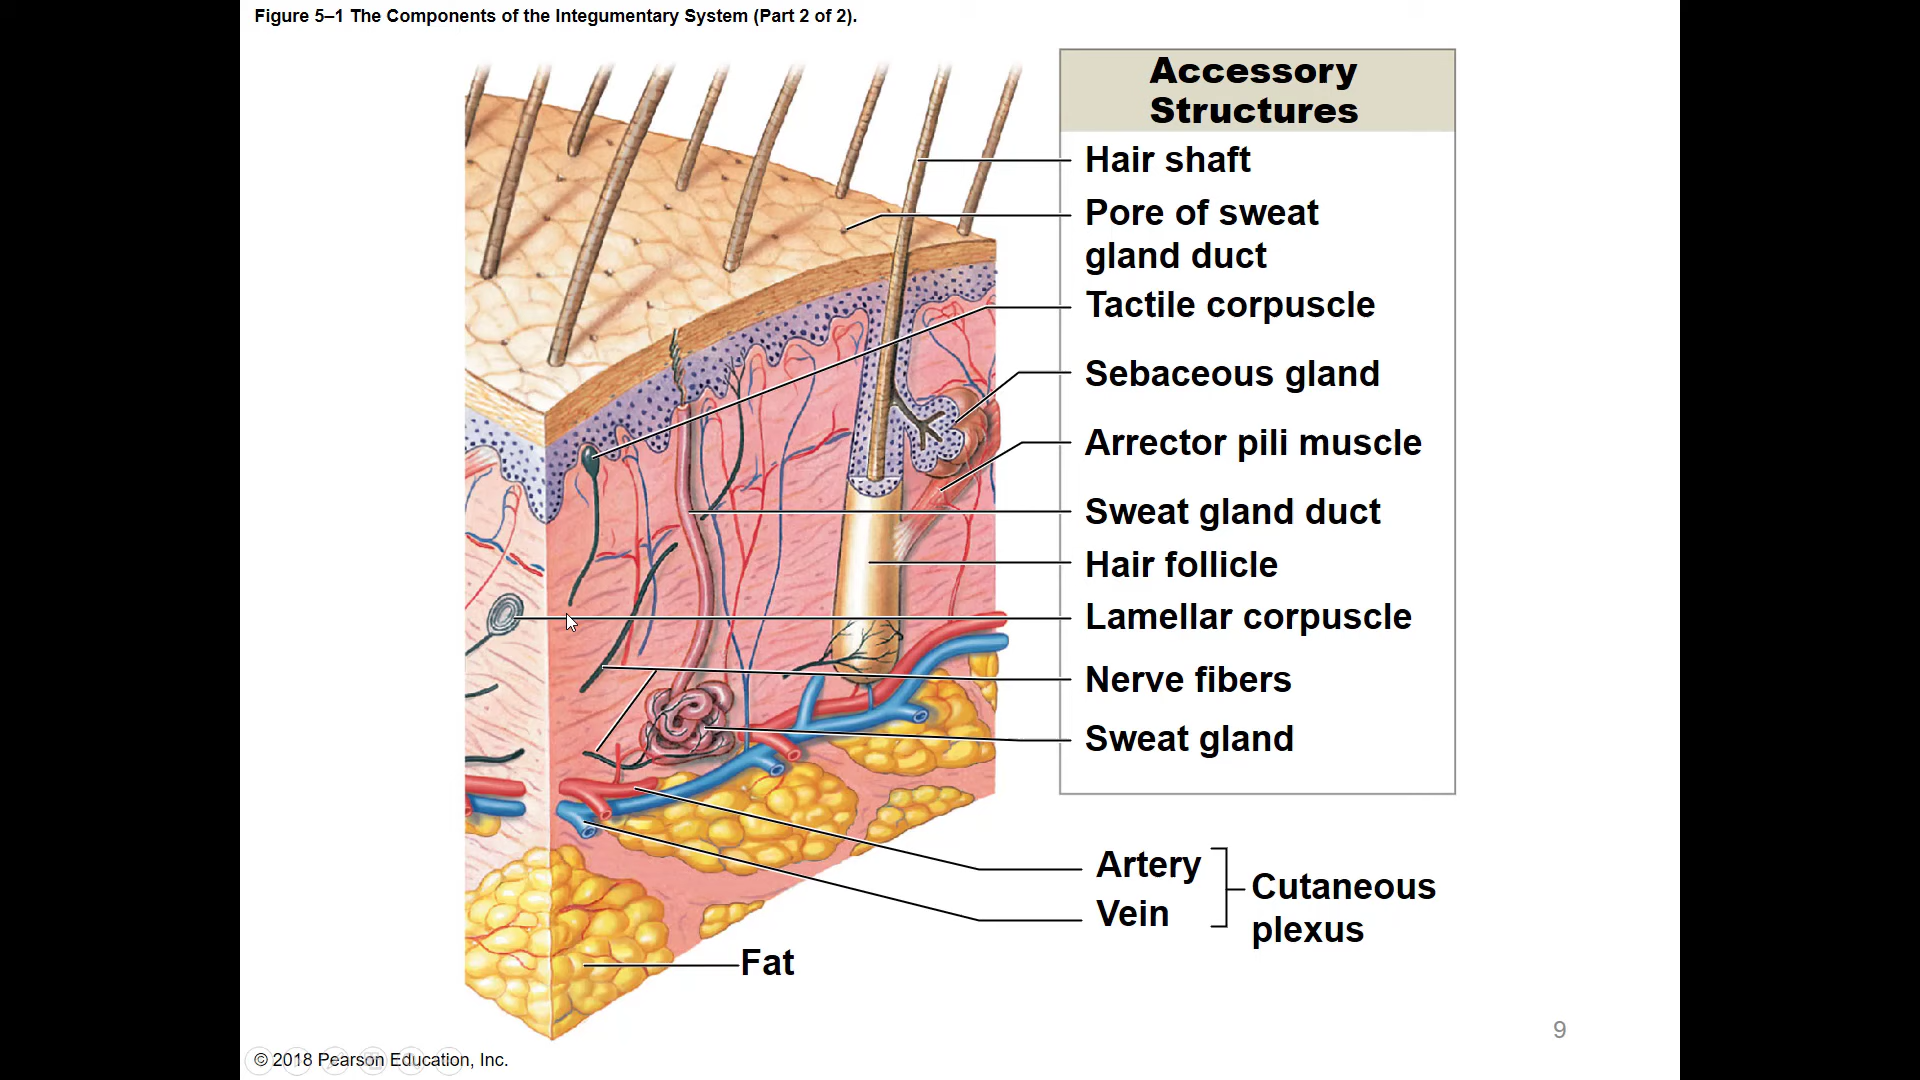 Figure 5–1 The Components of the Integumentary System (Part 2 of 2).
Accessory
Structures
Hair shaft
Pore of sweat
gland duct
Tactile corpuscle
Sebaceous gland
Arrector pili muscle
Sweat gland duct
Hair follicle
Lamellar corpuscle
Nerve fibers
Sweat gland
Artery
Vein
Cutaneous
plexus
Fat
9
© 2018 Pearson Education, Inc.